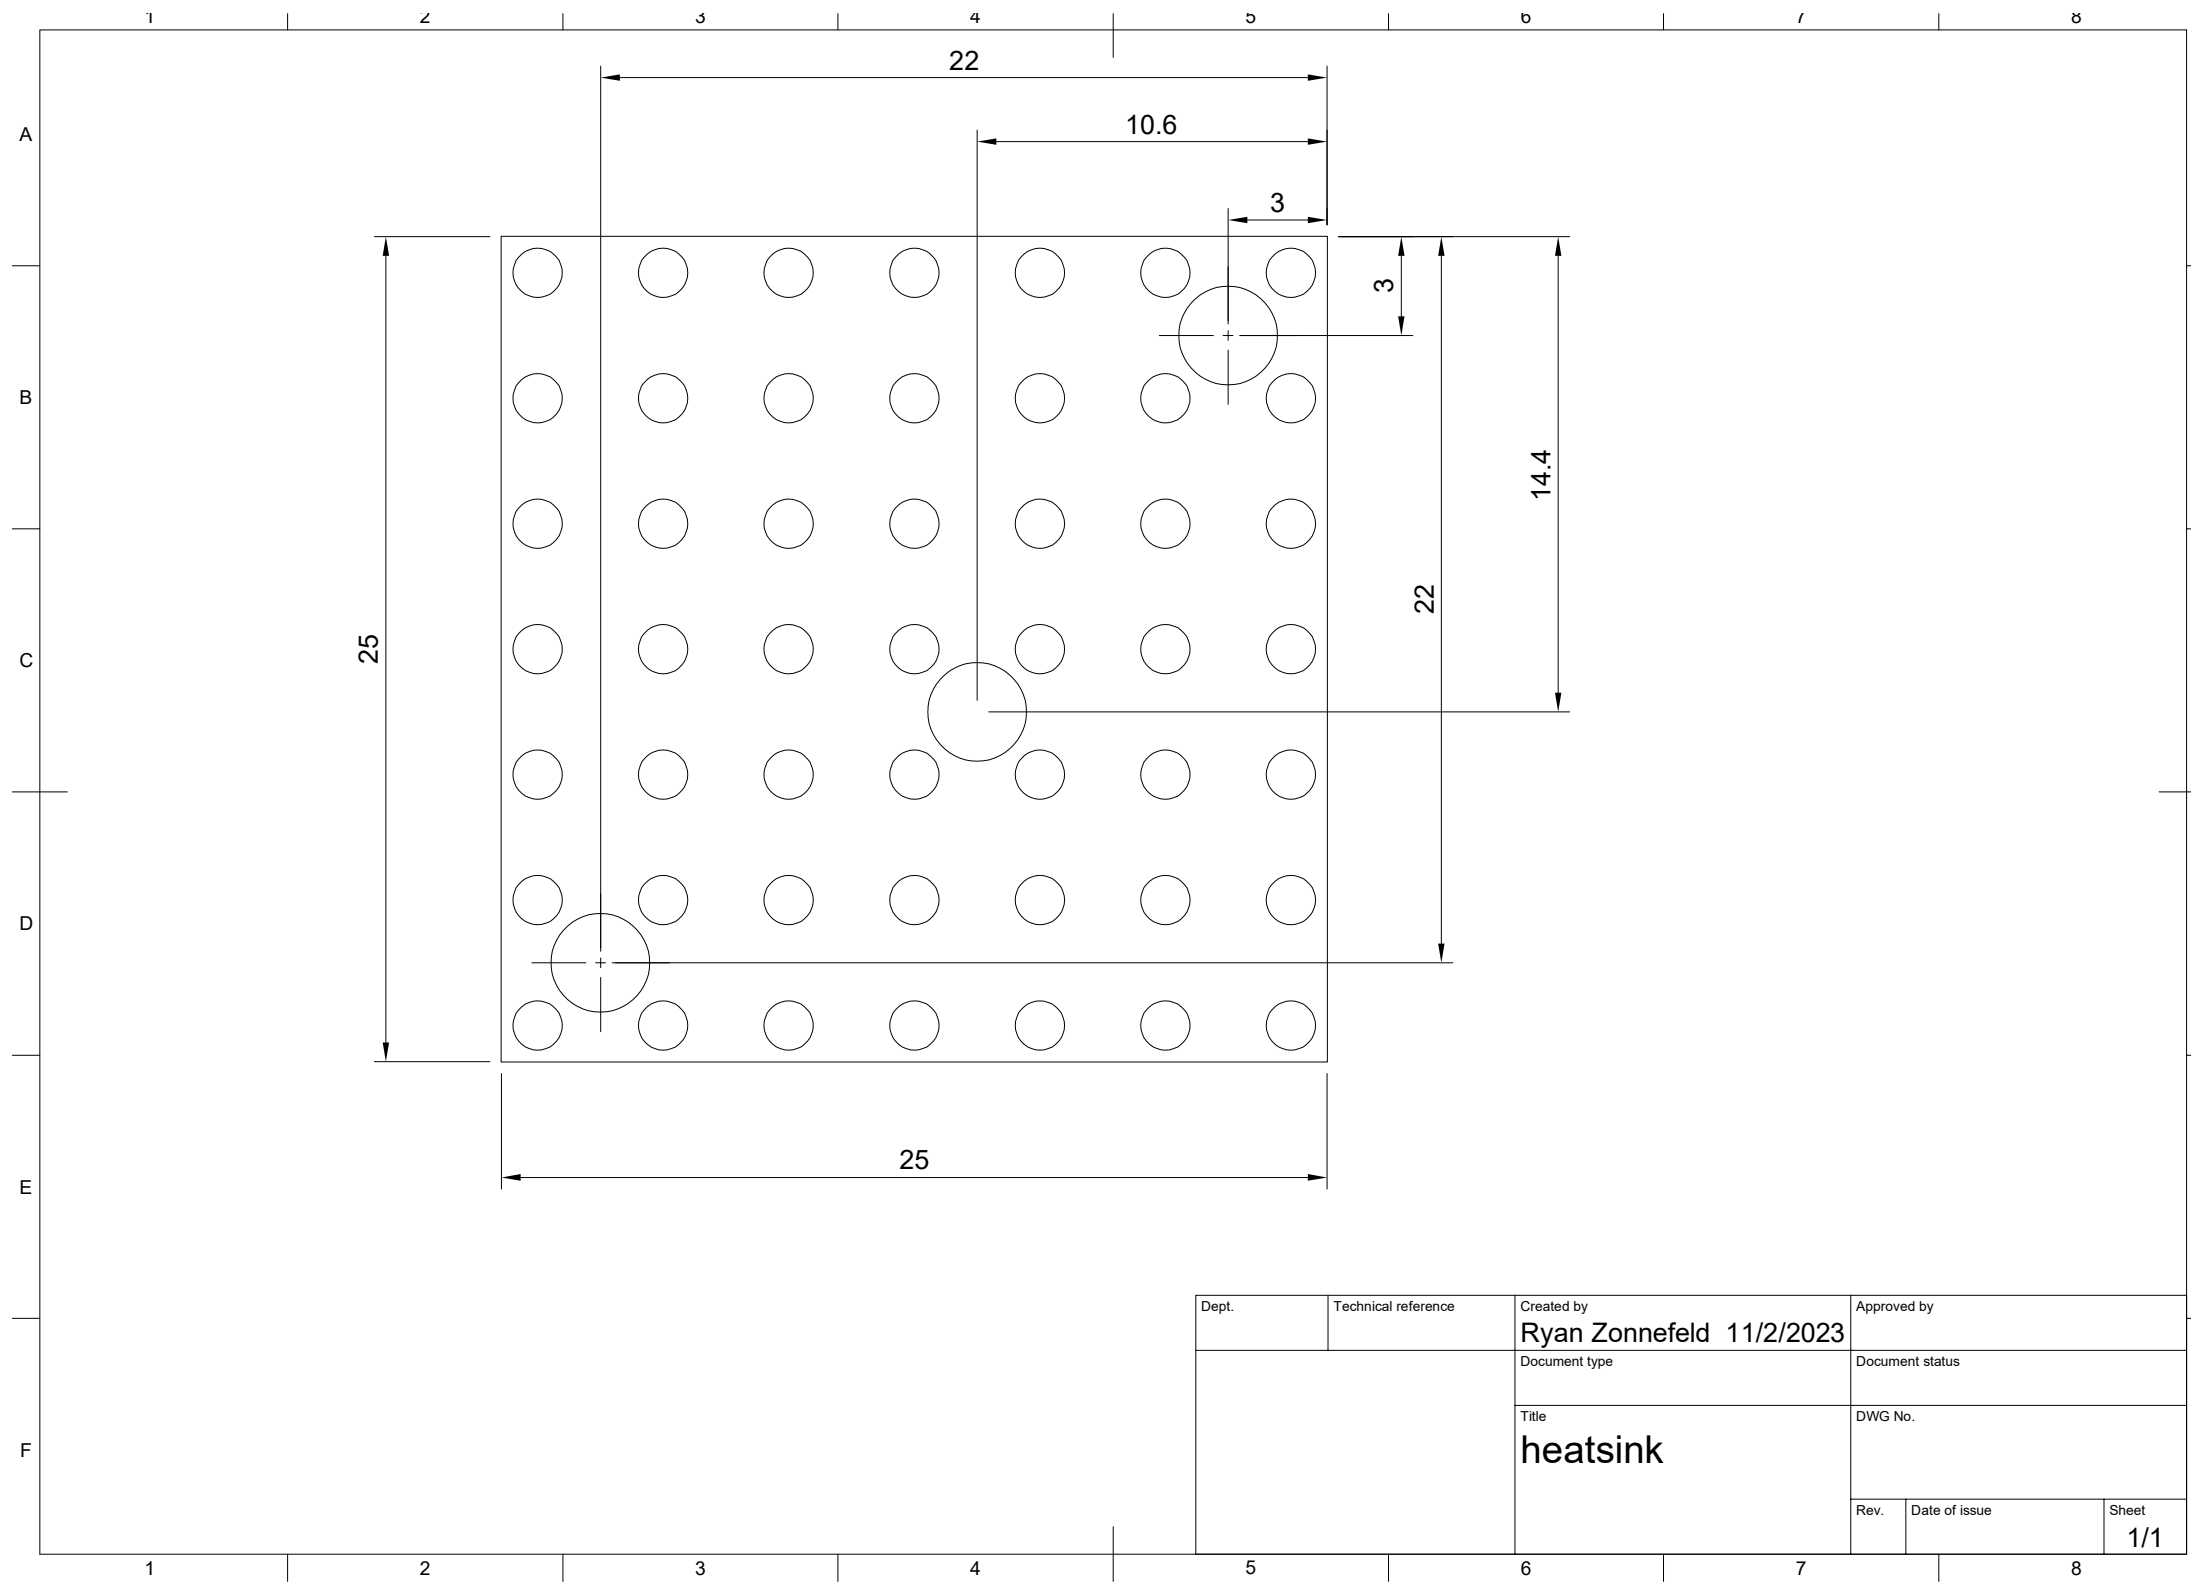 1 2 3 4 5 6 7 8
22
A
10.6
3
3
B
14.4
22
25
C
D
25
E
Dept. Technical reference Created by Approved by
Ryan Zonnefeld 11/2/2023
Document type Document status
Title DWG No.
heatsink
F
Rev. Date of issue Sheet
1/1
1 2 3 4 5 6 7 8